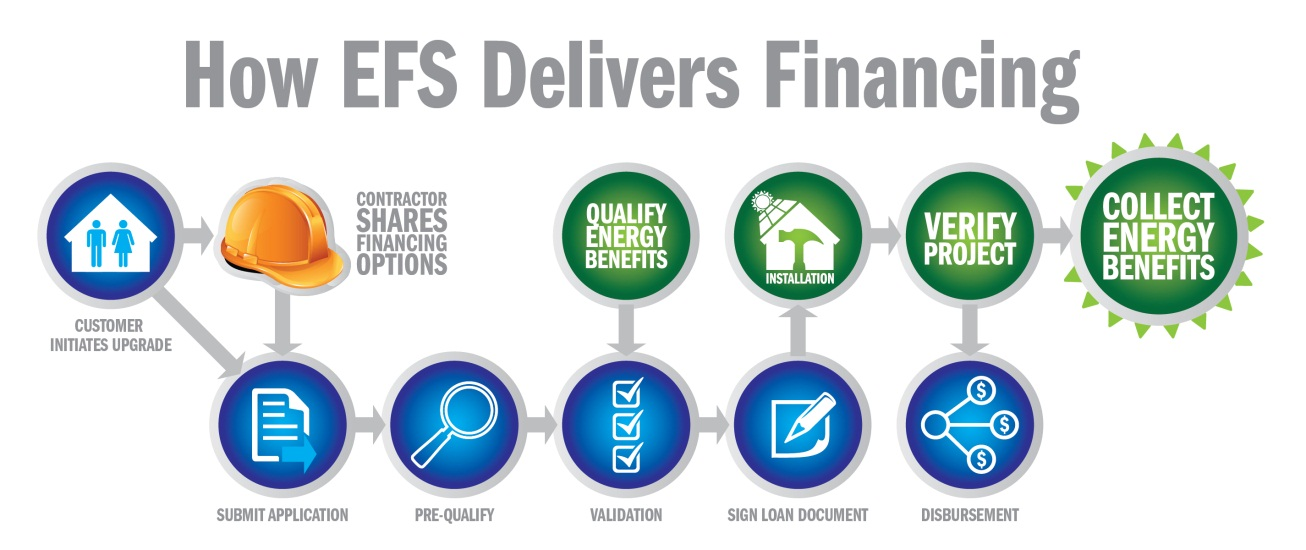 How EFS Delivers Financing
CUSTOMER
INITIATES UPGRADE
CONTRACTOR
SHARES
FINANCING
OPTIONS
QUALIFY
ENERGY
BENEFITS
INSTALLATION
VERIFY
PROJECT
COLLECT
ENERGY
BENEFITS
SUBMIT APPLICATION
PRE-QUALIFY
VALIDATION
SIGN LOAN DOCUMENT
$
$
$
DISBURSEMENT